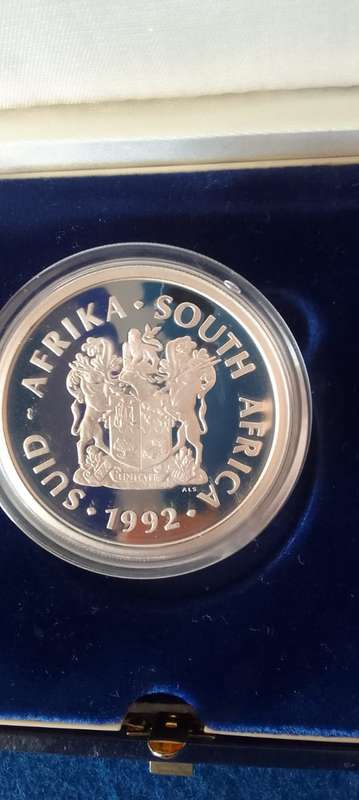 SUID · AFRIKA · SOUTH AFRICA
· 1992 ·
ALS